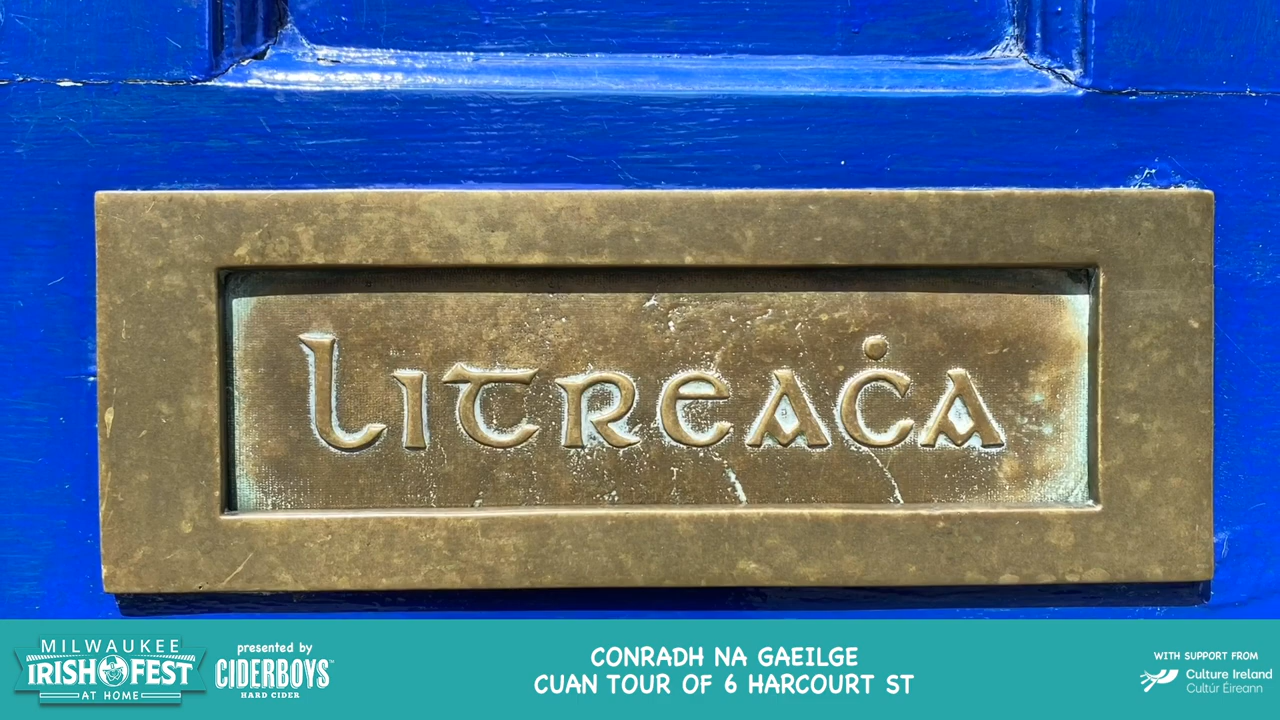 LITREAĊA
MILWAUKEE
IRISH FEST
AT HOME
presented by
CIDERBOYS™
HARD CIDER
CONRADH NA GAEILGE
CUAN TOUR OF 6 HARCOURT ST
WITH SUPPORT FROM
Culture Ireland
Cultúr Éireann